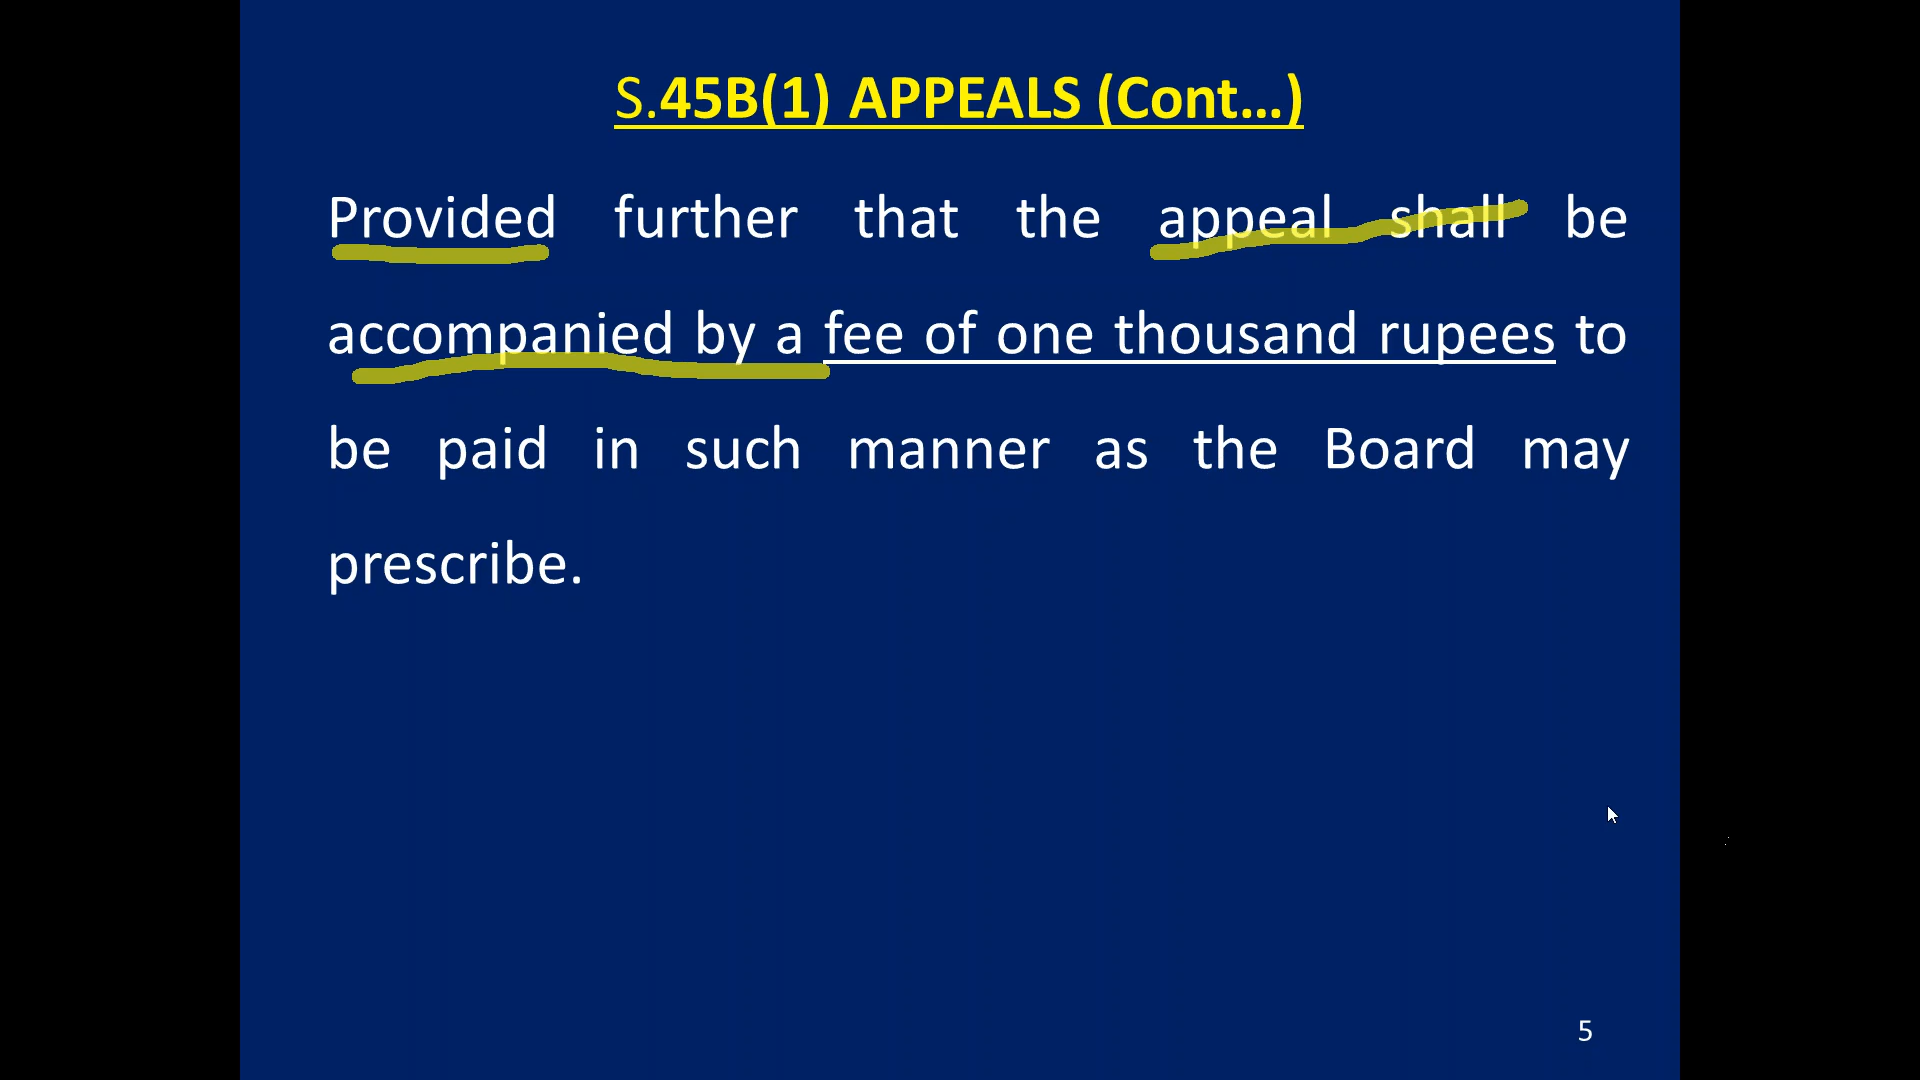 S.45B(1) APPEALS (Cont...)
Provided further that the appeal shall be
accompanied by a fee of one thousand rupees to
be paid in such manner as the Board may
prescribe.
5